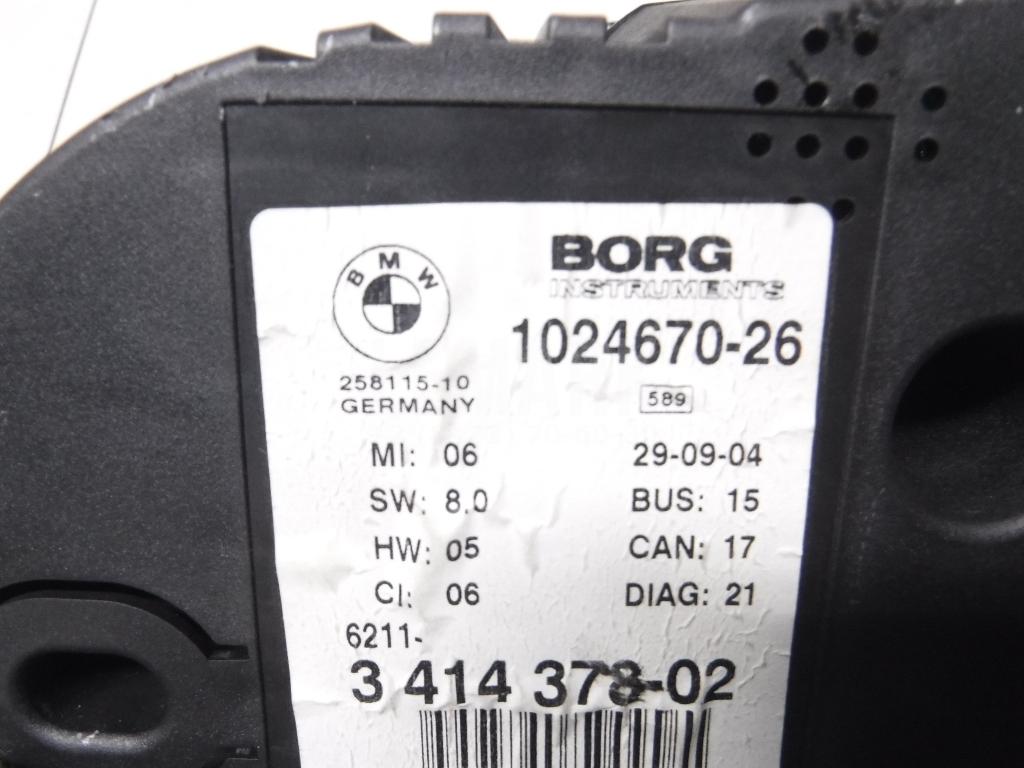 BMW
BORG
INSTRUMENTS
1024670-26
258115-10
GERMANY
589
MI: 06
29-09-04
SW: 8.0
BUS: 15
HW: 05
CAN: 17
CI: 06
DIAG: 21
6211-
3 414 378-02